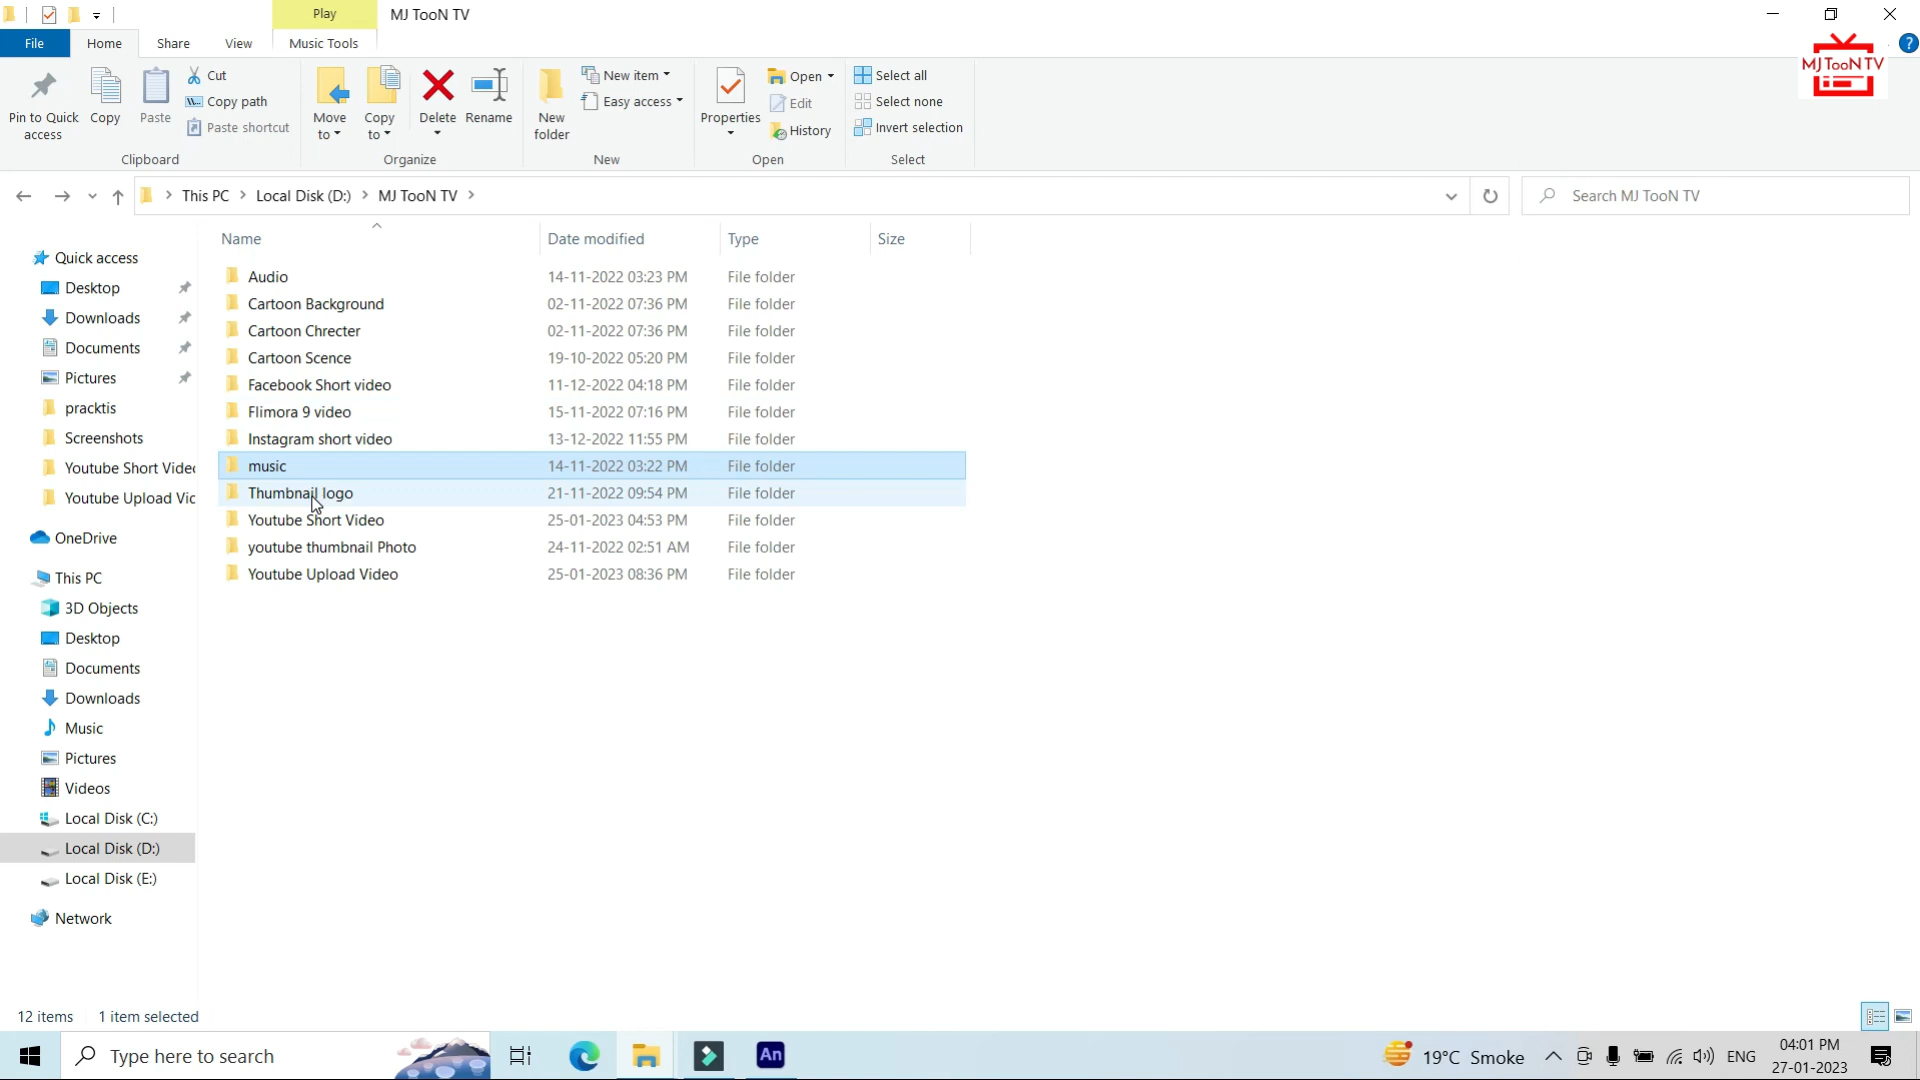 Play
MJ TooN TV
File
Home
Share
View
Music Tools
Pin to Quick access
Copy
Paste
Cut
Copy path
Paste shortcut
Clipboard
Move to
Copy to
Delete
Rename
Organize
New folder
New item
Easy access
New
Properties
Open
Edit
History
Open
Select all
Select none
Invert selection
Select
MJTooNTV
This PC
Local Disk (D:)
MJ TooN TV
Search MJ TooN TV
Name
Date modified
Type
Size
Audio 14-11-2022 03:23 PM File folder
Cartoon Background 02-11-2022 07:36 PM File folder
Cartoon Chrecter 02-11-2022 07:36 PM File folder
Cartoon Scence 19-10-2022 05:20 PM File folder
Facebook Short video 11-12-2022 04:18 PM File folder
Flimora 9 video 15-11-2022 07:16 PM File folder
Instagram short video 13-12-2022 11:55 PM File folder
music 14-11-2022 03:22 PM File folder
Thumbnail logo 21-11-2022 09:54 PM File folder
Youtube Short Video 25-01-2023 04:53 PM File folder
youtube thumbnail Photo 24-11-2022 02:51 AM File folder
Youtube Upload Video 25-01-2023 08:36 PM File folder
Quick access
Desktop
Downloads
Documents
Pictures
pracktis
Screenshots
Youtube Short Videc
Youtube Upload Vic
OneDrive
This PC
3D Objects
Desktop
Documents
Downloads
Music
Pictures
Videos
Local Disk (C:)
Local Disk (D:)
Local Disk (E:)
Network
12 items
1 item selected
Type here to search
An
19°C Smoke
ENG
04:01 PM
27-01-2023